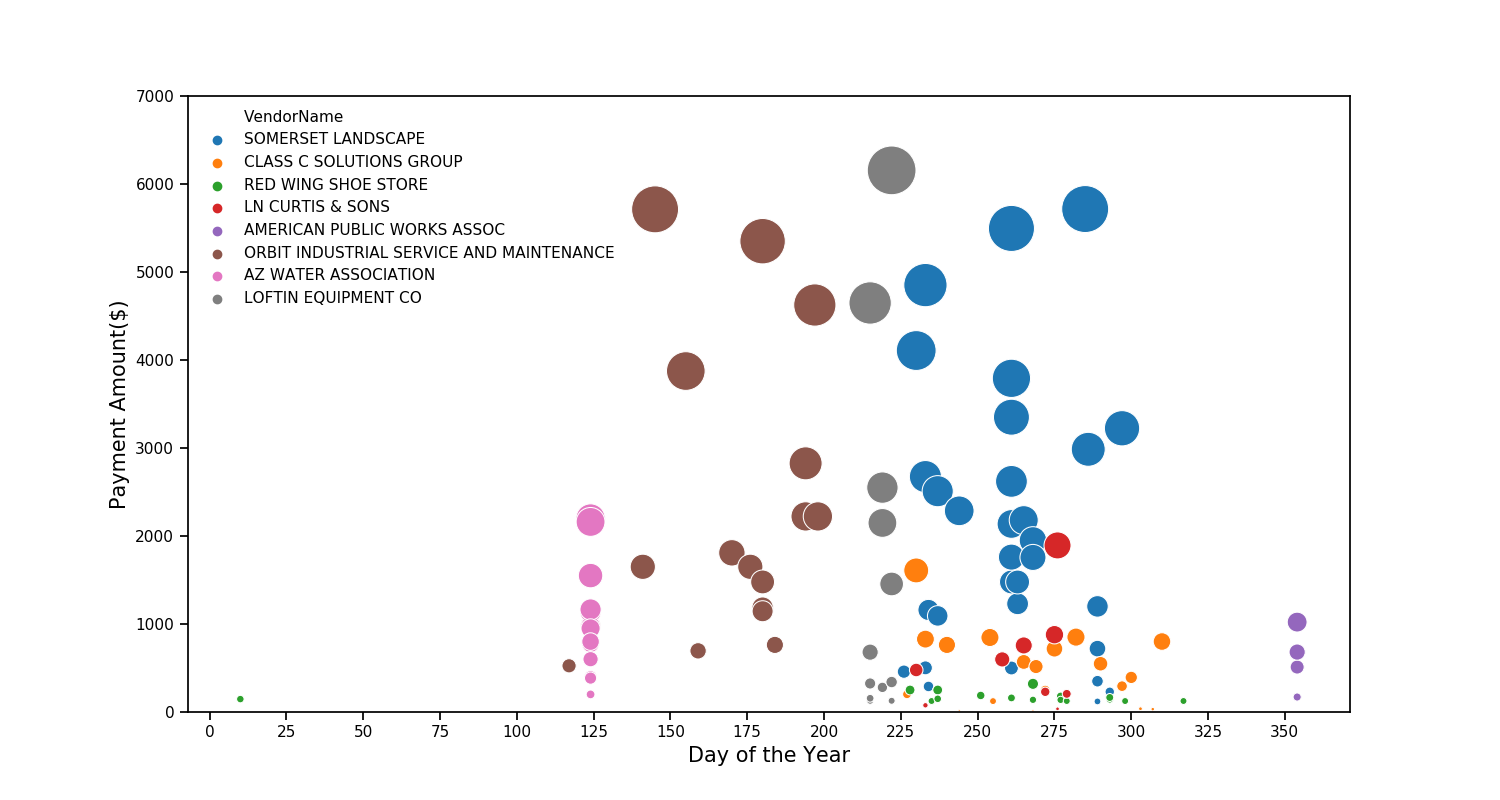 7000
6000
5000
4000
3000
2000
1000
0
Payment Amount($)
VendorName
SOMERSET LANDSCAPE
CLASS C SOLUTIONS GROUP
RED WING SHOE STORE
LN CURTIS & SONS
AMERICAN PUBLIC WORKS ASSOC
ORBIT INDUSTRIAL SERVICE AND MAINTENANCE
AZ WATER ASSOCIATION
LOFTIN EQUIPMENT CO
0 25 50 75 100 125 150 175 200 225 250 275 300 325 350
Day of the Year